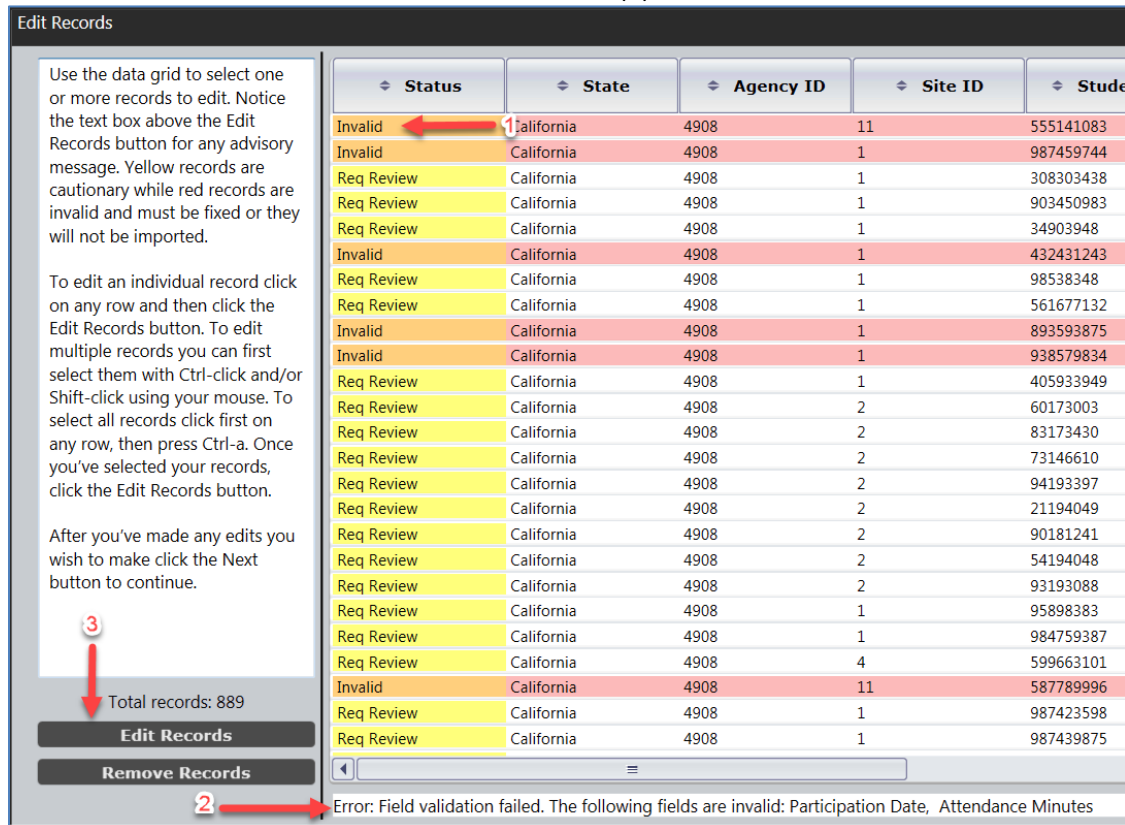 Edit Records
Use the data grid to select one
or more records to edit. Notice
the text box above the Edit
Records button for any advisory
message. Yellow records are
cautionary while red records are
invalid and must be fixed or they
will not be imported.
To edit an individual record click
on any row and then click the
Edit Records button. To edit
multiple records you can first
select them with Ctrl-click and/or
Shift-click using your mouse. To
select all records click first on
any row, then press Ctrl-a. Once
you've selected your records,
click the Edit Records button.
After you've made any edits you
wish to make click the Next
button to continue.
3
Total records: 889
Edit Records
Remove Records
2
Status State Agency ID Site ID Stude
Invalid 1 California 4908 11 555141083
Invalid California 4908 1 987459744
Req Review California 4908 1 308303438
Req Review California 4908 1 903450983
Req Review California 4908 1 34903948
Invalid California 4908 1 432431243
Req Review California 4908 1 98538348
Req Review California 4908 1 561677132
Invalid California 4908 1 893593875
Invalid California 4908 1 938579834
Req Review California 4908 1 405933949
Req Review California 4908 2 60173003
Req Review California 4908 2 83173430
Req Review California 4908 2 73146610
Req Review California 4908 2 94193397
Req Review California 4908 2 21194049
Req Review California 4908 2 90181241
Req Review California 4908 2 54194048
Req Review California 4908 2 93193088
Req Review California 4908 1 95898383
Req Review California 4908 1 984759387
Req Review California 4908 4 599663101
Invalid California 4908 11 587789996
Req Review California 4908 1 987423598
Req Review California 4908 1 987439875
Error: Field validation failed. The following fields are invalid: Participation Date, Attendance Minutes